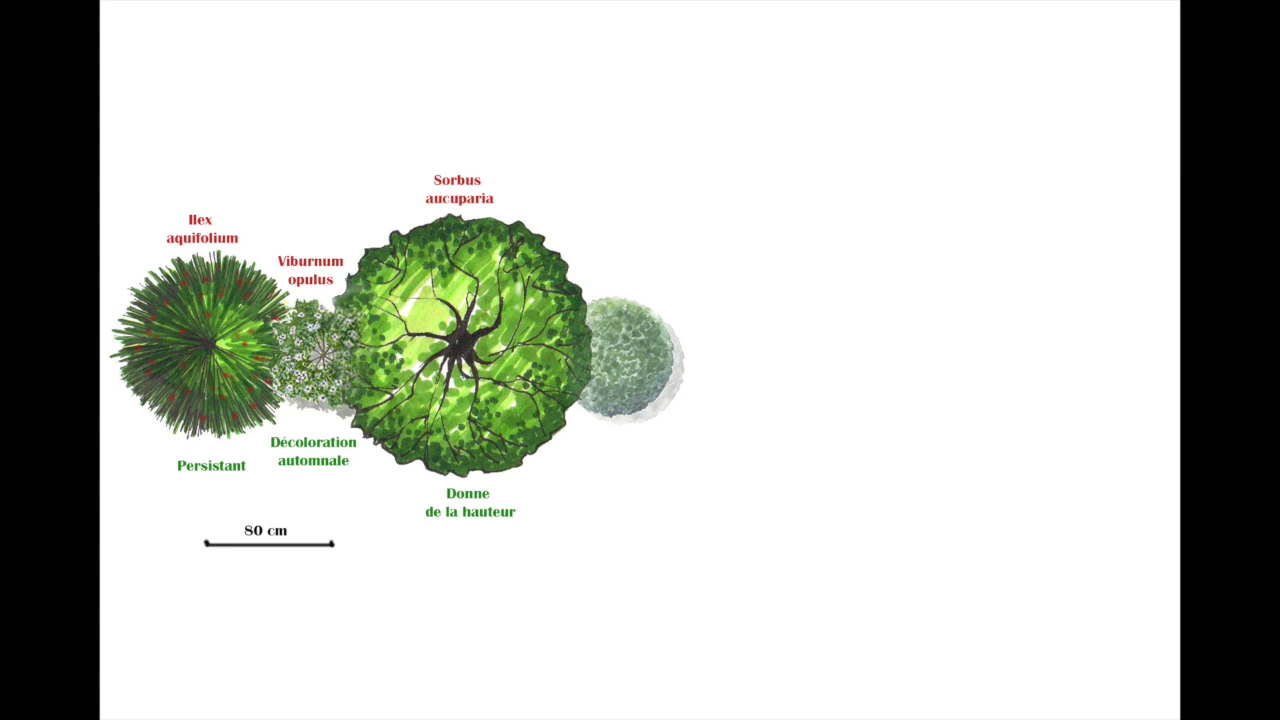 Sorbus
aucuparia
Ilex
aquifolium
Viburnum
opulus
Décoloration
automnale
Persistant
Donne
de la hauteur
80 cm